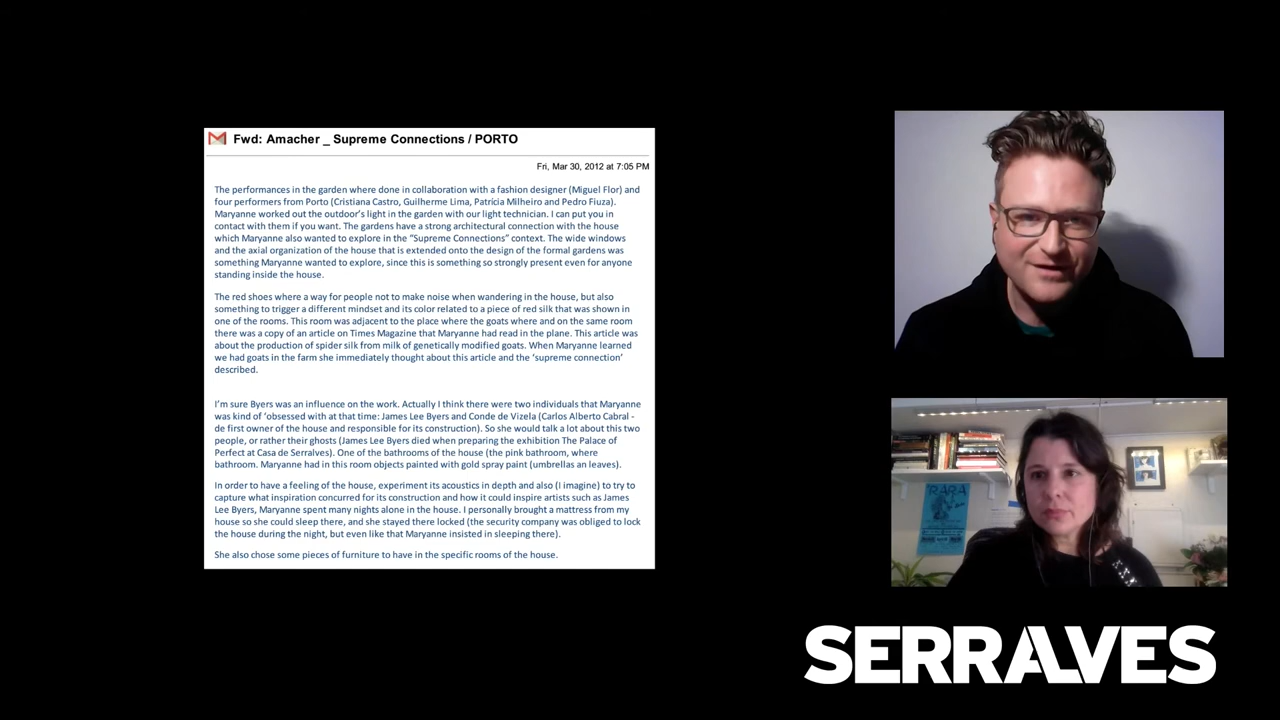 Fwd: Amacher _ Supreme Connections / PORTO
Fri, Mar 30, 2012 at 7:05 PM
The performances in the garden where done in collaboration with a fashion designer (Miguel Flor) and
four performers from Porto (Cristiana Castro, Guilherme Lima, Patrícia Milheiro and Pedro Fiuza).
Maryanne worked out the outdoor's light in the garden with our light technician. I can put you in
contact with them if you want. The gardens have a strong architectural connection with the house
which Maryanne also wanted to explore in the “Supreme Connections” context. The wide windows
and the axial organization of the house that is extended onto the design of the formal gardens was
something Maryanne wanted to explore, since this is something so strongly present even for anyone
standing inside the house.
The red shoes where a way for people not to make noise when wandering in the house, but also
something to trigger a different mindset and its color related to a piece of red silk that was shown in
one of the rooms. This room was adjacent to the place where the goats where and on the same room
there was a copy of an article on Times Magazine that Maryanne had read in the plane. This article was
about the production of spider silk from milk of genetically modified goats. When Maryanne learned
we had goats in the farm she immediately thought about this article and the ‘supreme connection’
described.
I’m sure Byers was an influence on the work. Actually I think there were two individuals that Maryanne
was kind of ‘obsessed with at that time: James Lee Byers and Conde de Vizela (Carlos Alberto Cabral -
de first owner of the house and responsible for its construction). So she would talk a lot about this two
people, or rather their ghosts (James Lee Byers died when preparing the exhibition The Palace of
Perfect at Casa de Serralves). One of the bathrooms of the house (the pink bathroom, where
bathroom. Maryanne had in this room objects painted with gold spray paint (umbrellas an leaves).
In order to have a feeling of the house, experiment its acoustics in depth and also (I imagine) to try to
capture what inspiration concurred for its construction and how it could inspire artists such as James
Lee Byers, Maryanne spent many nights alone in the house. I personally brought a mattress from my
house so she could sleep there, and she stayed there locked (the security company was obliged to lock
the house during the night, but even like that Maryanne insisted in sleeping there).
She also chose some pieces of furniture to have in the specific rooms of the house.
RARA
SERRALVES